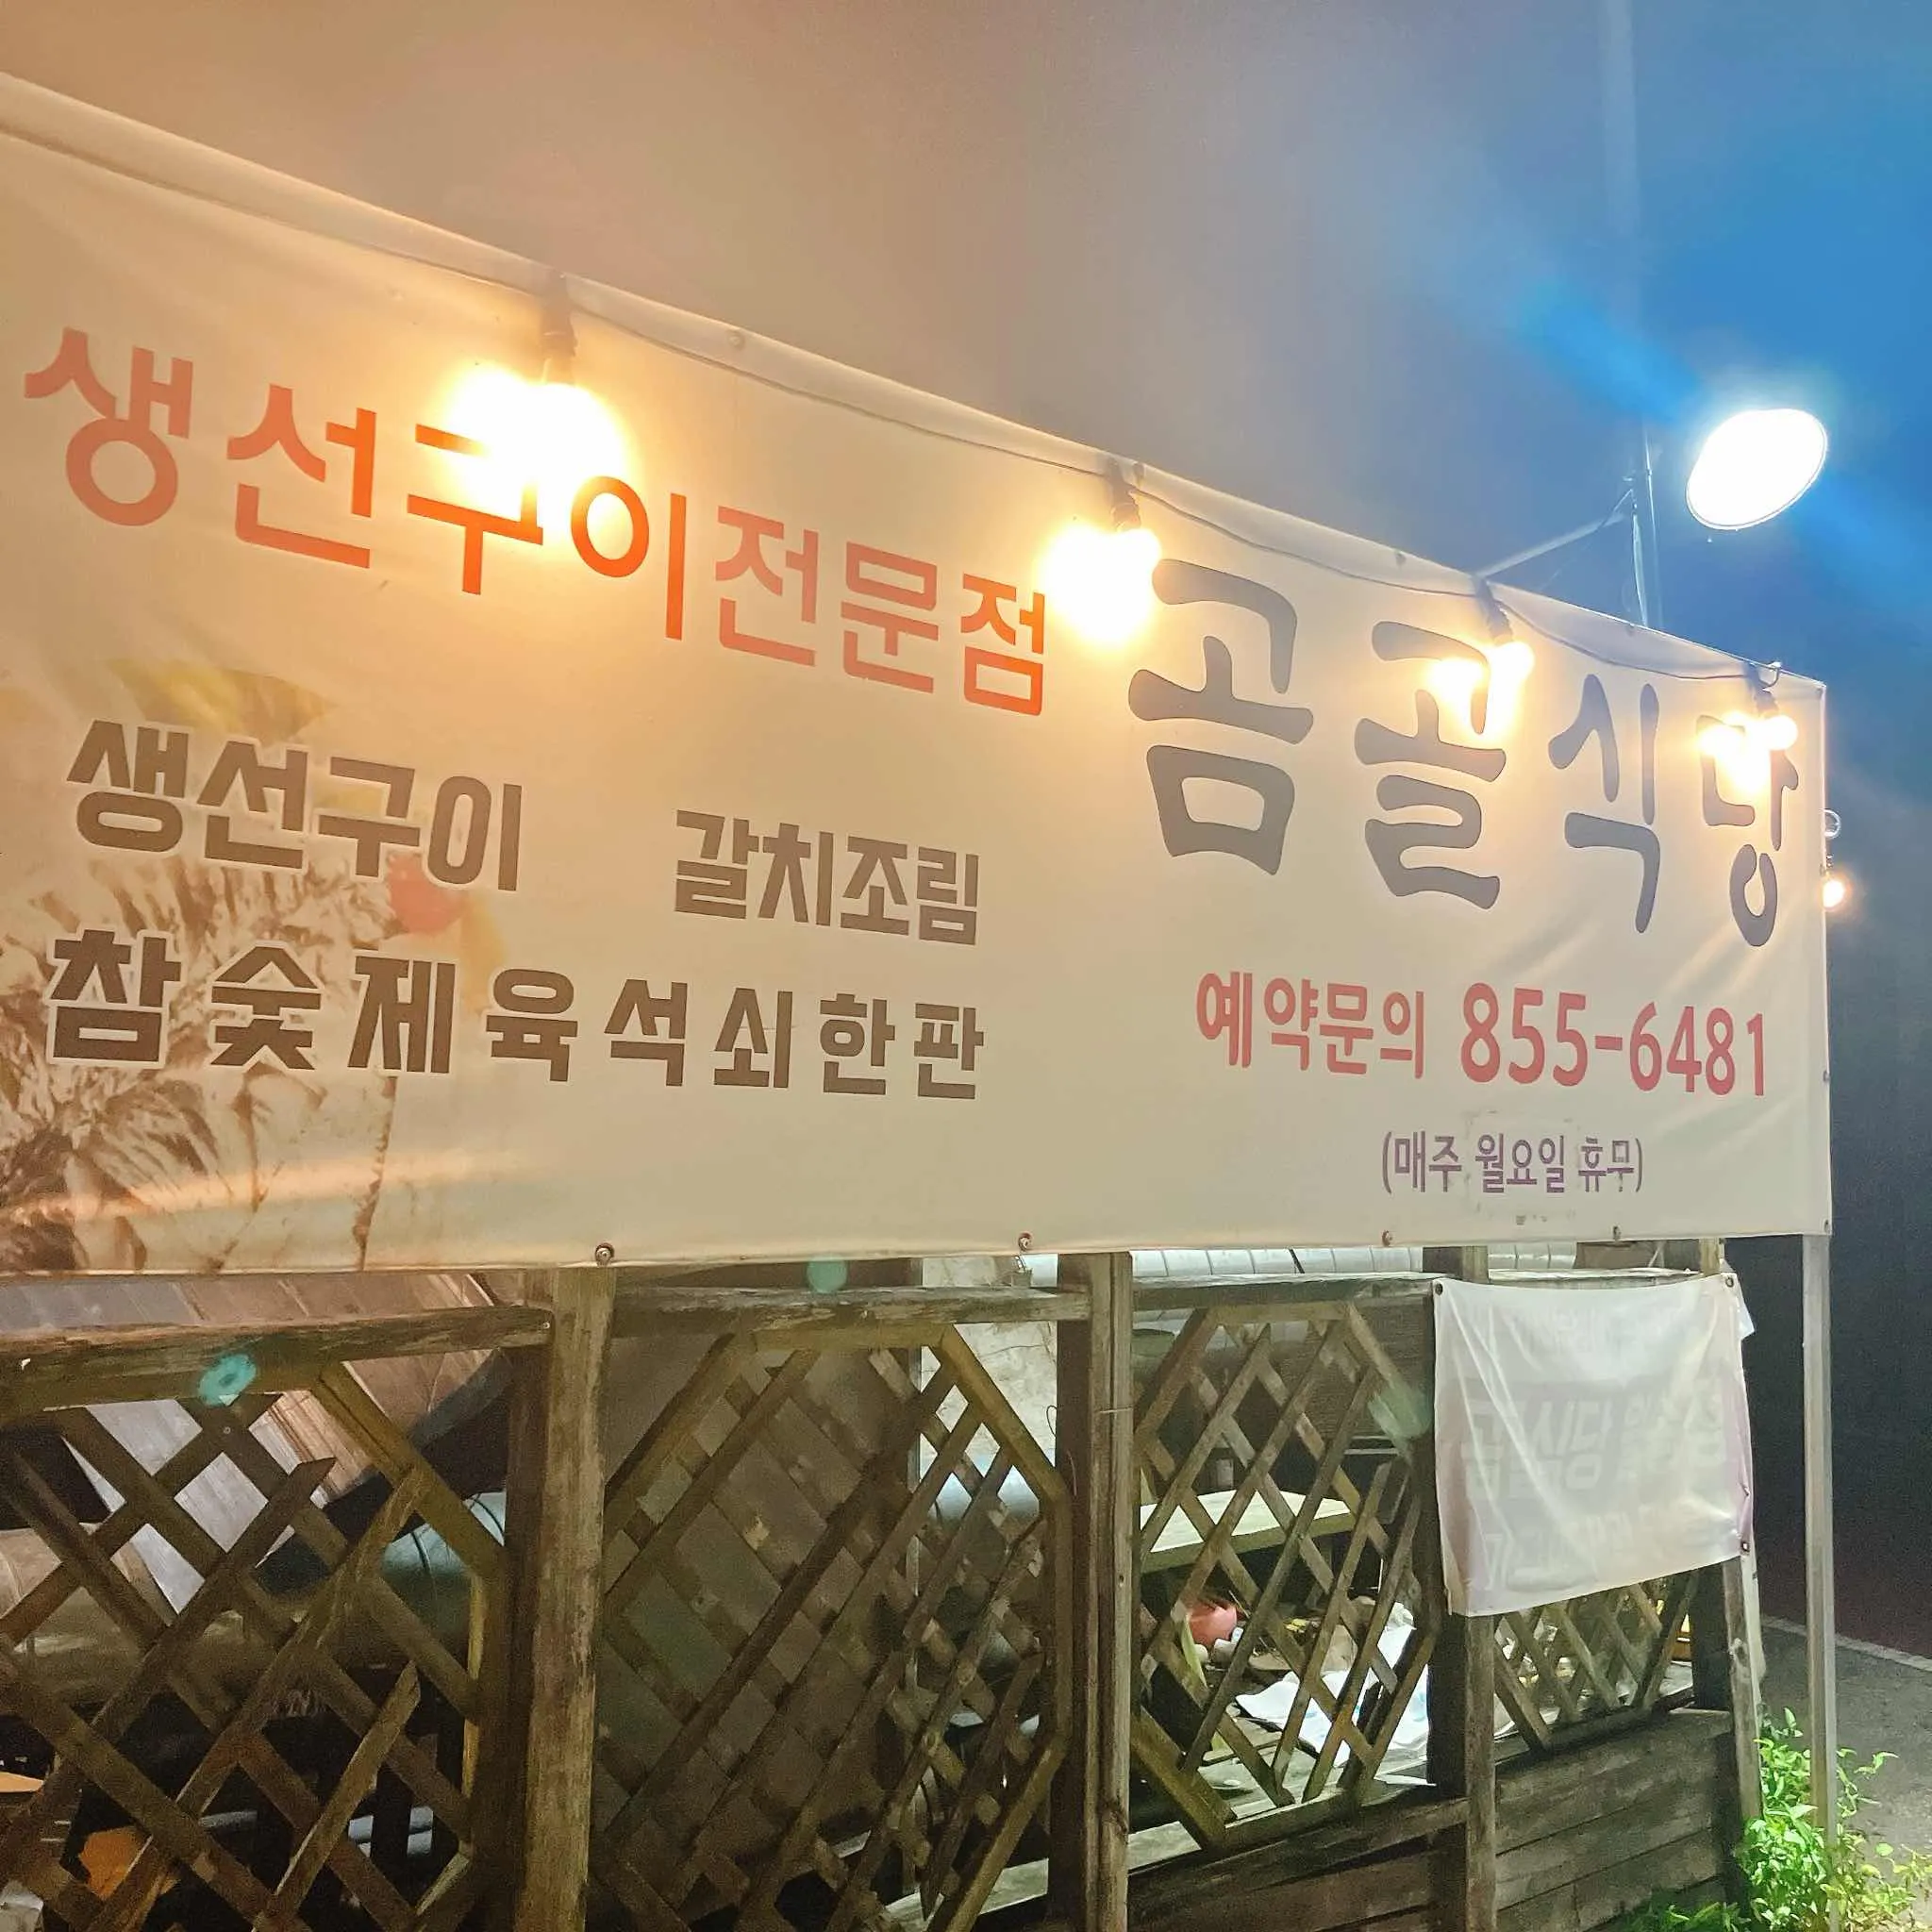 생선구이전문점
생선구이 갈치조림
참숯제육석쇠한판
곰골식당
예약문의 855-6481
(매주 월요일 휴무)